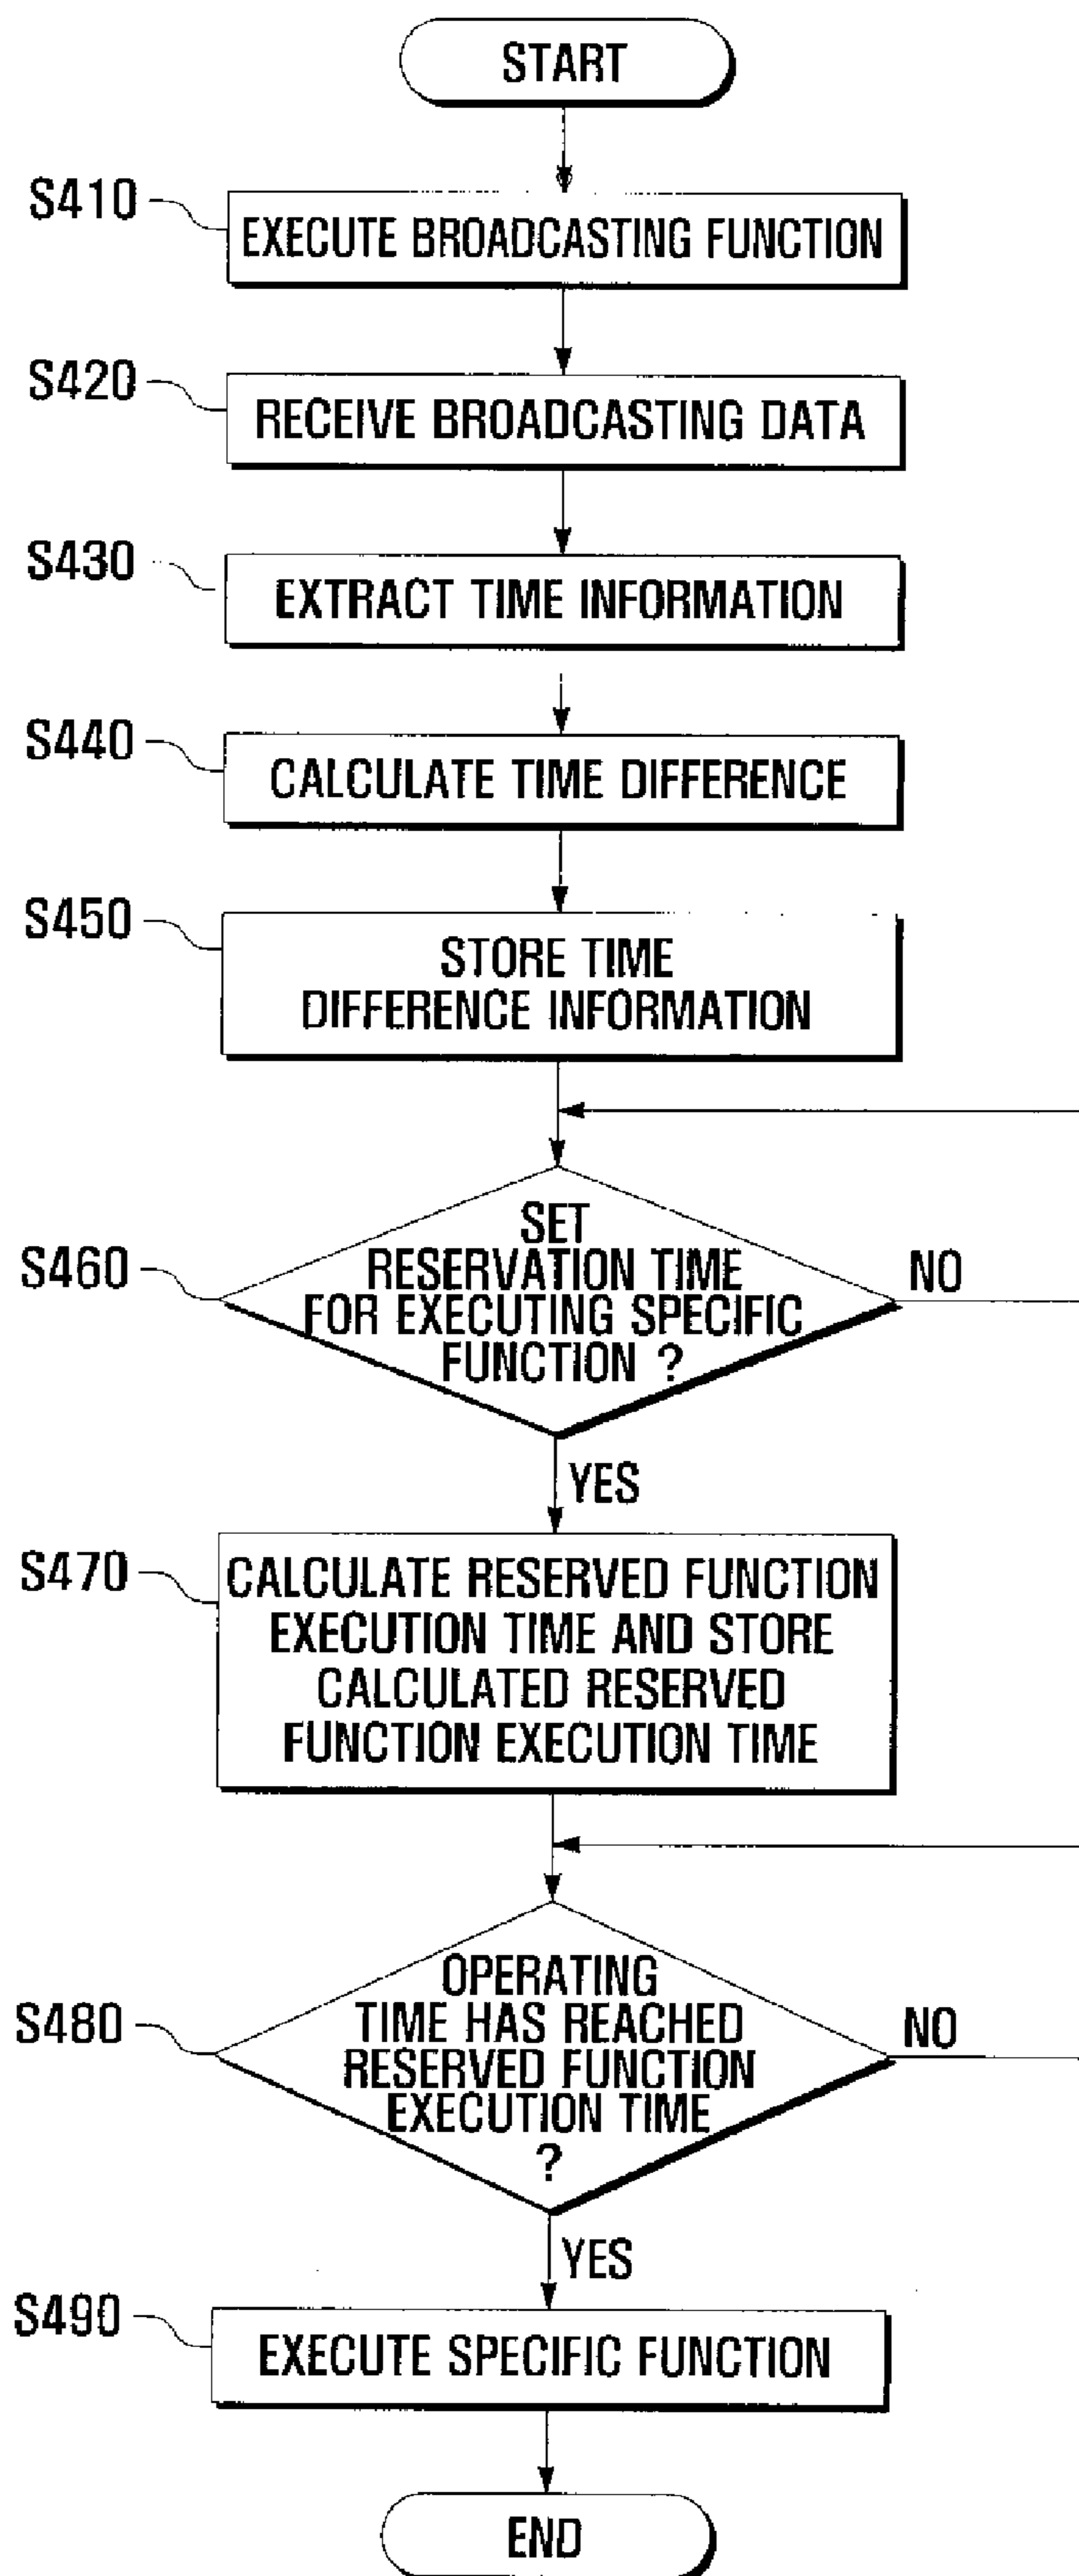 START
S410
EXECUTE BROADCASTING FUNCTION
S420
RECEIVE BROADCASTING DATA
S430
EXTRACT TIME INFORMATION
S440
CALCULATE TIME DIFFERENCE
S450
STORE TIME
DIFFERENCE INFORMATION
S460
SET
RESERVATION TIME
FOR EXECUTING SPECIFIC
FUNCTION ?
NO
YES
S470
CALCULATE RESERVED FUNCTION
EXECUTION TIME AND STORE
CALCULATED RESERVED
FUNCTION EXECUTION TIME
S480
OPERATING
TIME HAS REACHED
RESERVED FUNCTION
EXECUTION TIME
?
NO
YES
S490
EXECUTE SPECIFIC FUNCTION
END